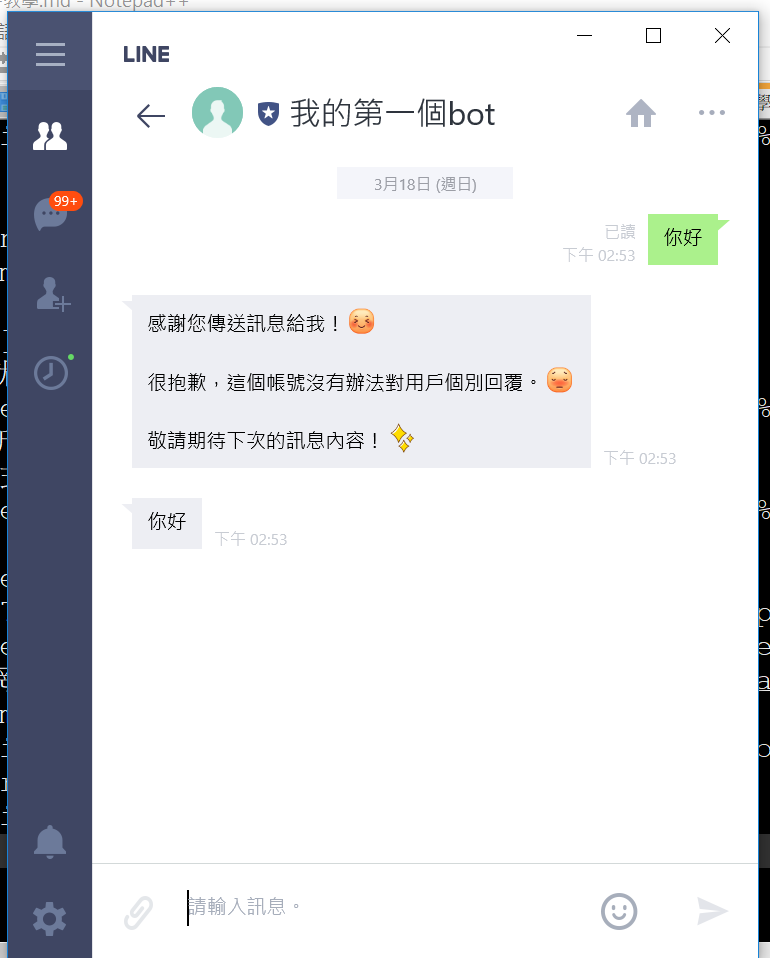 教學.md - Notepad++
LINE
我的第一個bot
99+
3月18日 (週日)
已讀
下午 02:53
你好
感謝您傳送訊息給我！
很抱歉，這個帳號沒有辦法對用戶個別回覆。
敬請期待下次的訊息內容！
下午 02:53
你好
下午 02:53
請輸入訊息。